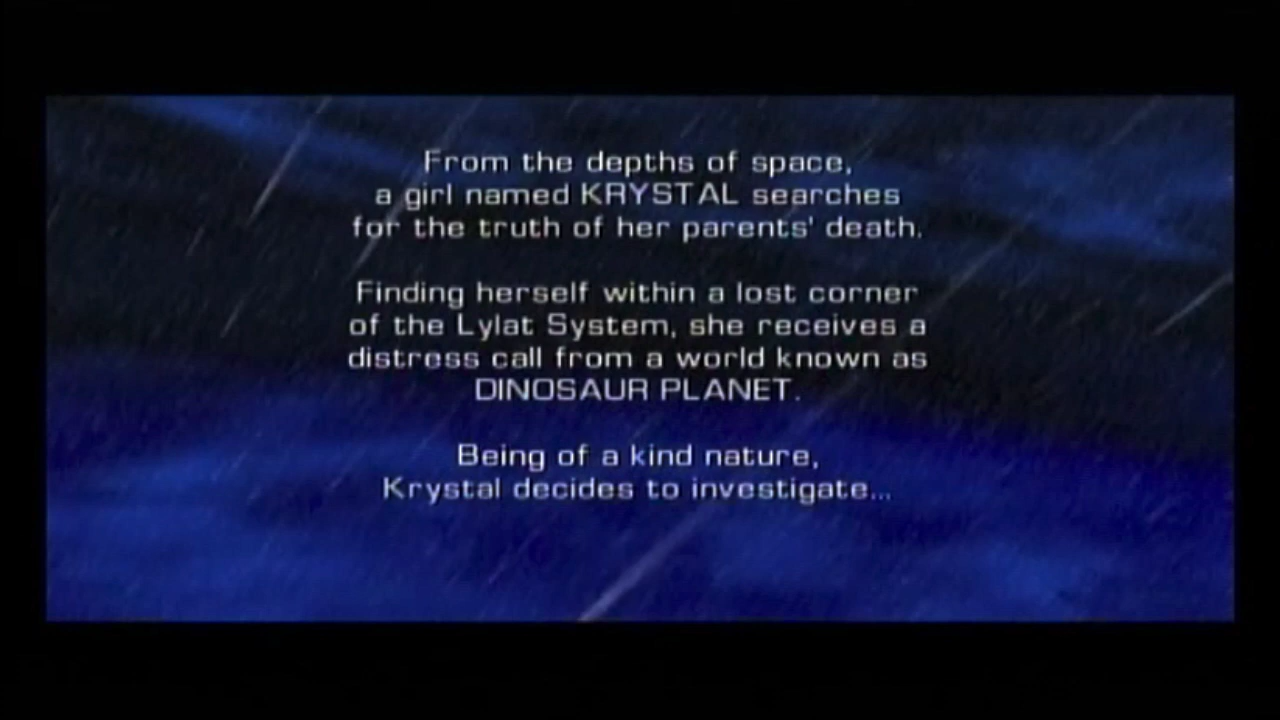 From the depths of space,
a girl named KRYSTAL searches
for the truth of her parents' death.
Finding herself within a lost corner
of the Lylat System, she receives a
distress call from a world known as
DINOSAUR PLANET.
Being of a kind nature,
Krystal decides to investigate...